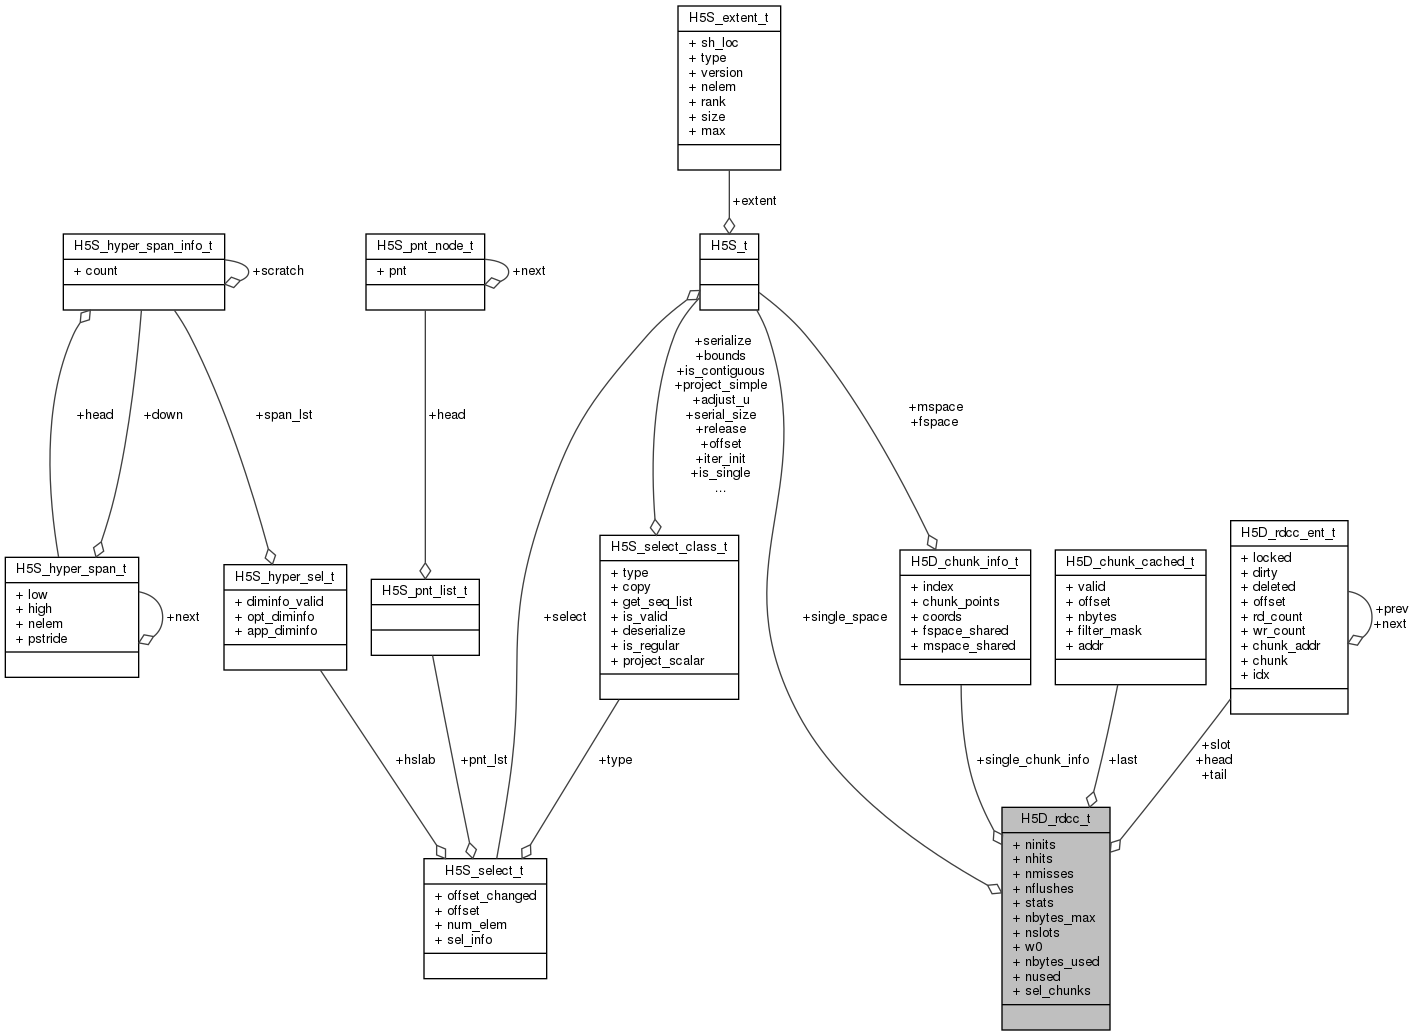 H5S_extent_t
+ sh_loc
+ type
+ version
+ nelem
+ rank
+ size
+ max
+extent
H5S_hyper_span_info_t
+ count
+scratch
H5S_pnt_node_t
+ pnt
+next
H5S_t
+head
+down
+span_lst
+head
+serialize
+bounds
+is_contiguous
+project_simple
+adjust_u
+serial_size
+release
+offset
+iter_init
+is_single
...
+mspace
+fspace
H5S_hyper_span_t
+ low
+ high
+ nelem
+ pstride
+next
H5S_hyper_sel_t
+ diminfo_valid
+ opt_diminfo
+ app_diminfo
H5S_pnt_list_t
+select
H5S_select_class_t
+ type
+ copy
+ get_seq_list
+ is_valid
+ deserialize
+ is_regular
+ project_scalar
+single_space
H5D_chunk_info_t
+ index
+ chunk_points
+ coords
+ fspace_shared
+ mspace_shared
H5D_chunk_cached_t
+ valid
+ offset
+ nbytes
+ filter_mask
+ addr
H5D_rdcc_ent_t
+ locked
+ dirty
+ deleted
+ offset
+ rd_count
+ wr_count
+ chunk_addr
+ chunk
+ idx
+prev
+next
+hslab
+pnt_lst
+type
+single_chunk_info
+last
+slot
+head
+tail
H5S_select_t
+ offset_changed
+ offset
+ num_elem
+ sel_info
H5D_rdcc_t
+ ninits
+ nhits
+ nmisses
+ nflushes
+ stats
+ nbytes_max
+ nslots
+ w0
+ nbytes_used
+ nused
+ sel_chunks